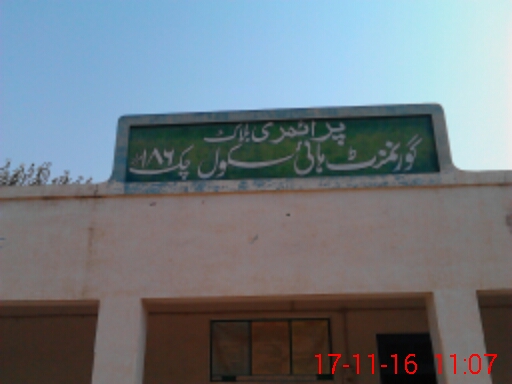 پرائمری بلاک
گورنمنٹ ہائی سکول چک ۱۸۶
17-11-16 11:07